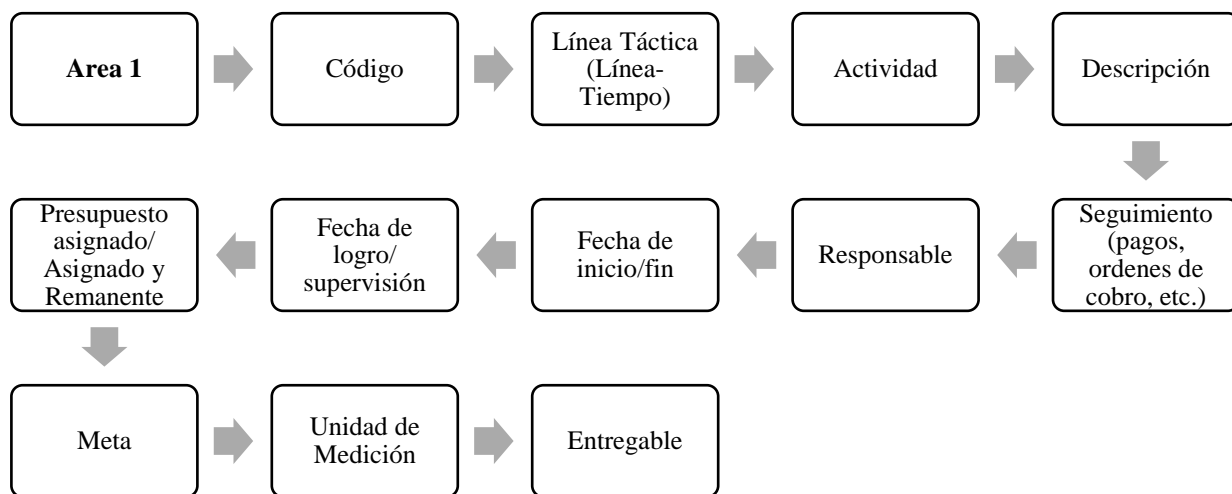 Area 1
Código
Línea Táctica
(Línea-
Tiempo)
Actividad
Descripción
Seguimiento
(pagos,
ordenes de
cobro, etc.)
Responsable
Fecha de
inicio/fin
Fecha de
logro/
supervisión
Presupuesto
asignado/
Asignado y
Remanente
Meta
Unidad de
Medición
Entregable